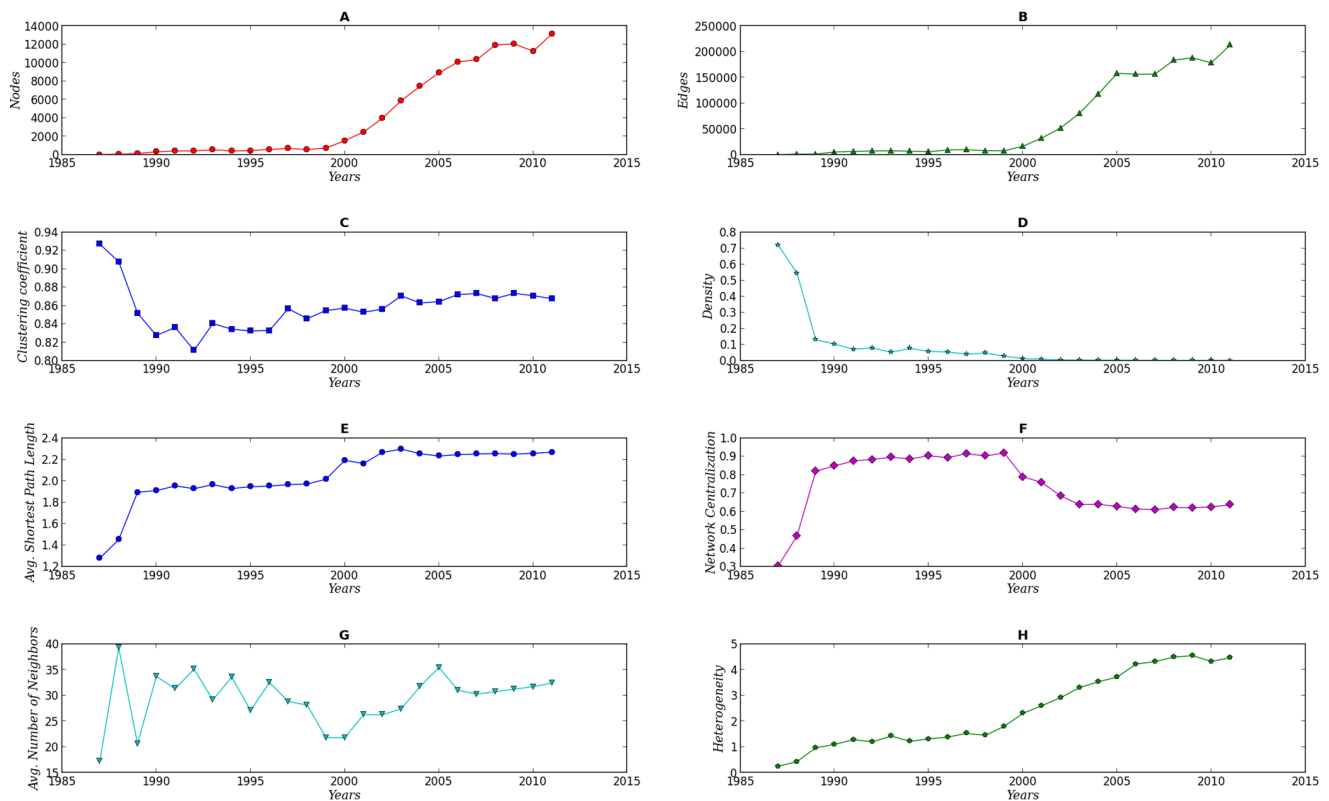 A
14000
12000
10000
8000
6000
4000
2000
0
Nodes
1985 1990 1995 2000 2005 2010 2015
Years
B
250000
200000
150000
100000
50000
0
Edges
1985 1990 1995 2000 2005 2010 2015
Years
C
0.94
0.92
0.90
0.88
0.86
0.84
0.82
0.80
Clustering coefficient
1985 1990 1995 2000 2005 2010 2015
Years
D
0.8
0.7
0.6
0.5
0.4
0.3
0.2
0.1
0.0
Density
1985 1990 1995 2000 2005 2010 2015
Years
E
2.4
2.2
2.0
1.8
1.6
1.4
1.2
Avg. Shortest Path Length
1985 1990 1995 2000 2005 2010 2015
Years
F
1.0
0.9
0.8
0.7
0.6
0.5
0.4
0.3
Network Centralization
1985 1990 1995 2000 2005 2010 2015
Years
G
40
35
30
25
20
15
Avg. Number of Neighbors
1985 1990 1995 2000 2005 2010 2015
Years
H
5
4
3
2
1
0
Heterogeneity
1985 1990 1995 2000 2005 2010 2015
Years